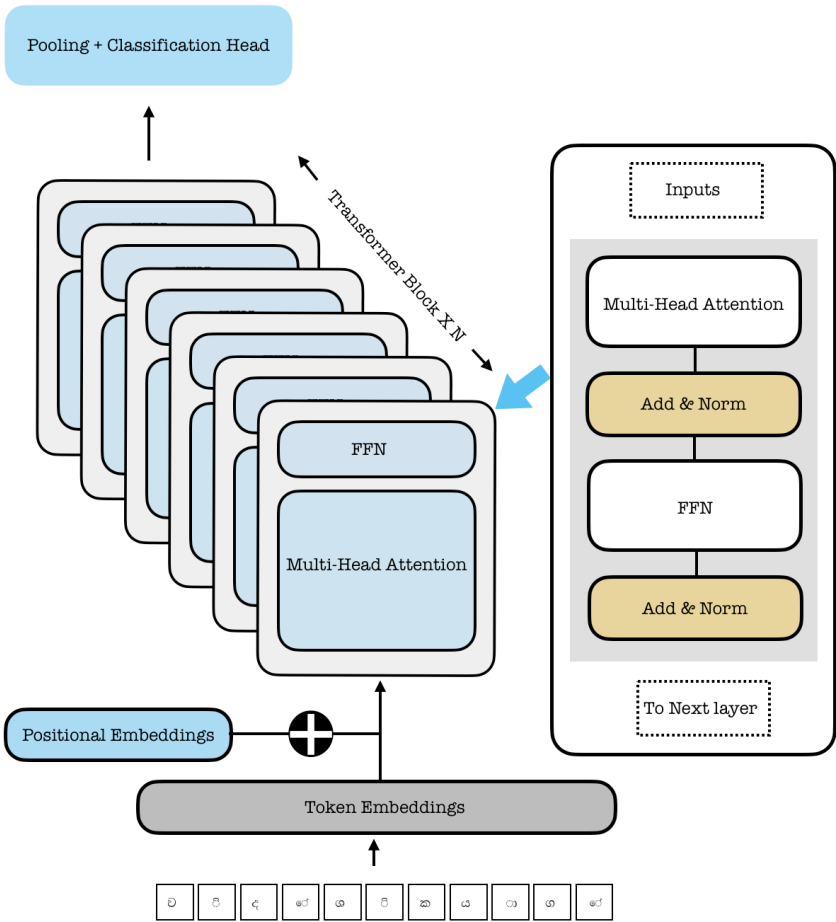 Pooling + Classification Head
Transformer Block X N
Inputs
Multi-Head Attention
Add & Norm
FFN
Add & Norm
To Next layer
FFN
Multi-Head Attention
Positional Embeddings
Token Embeddings
ව ි ද ේ ශ ි ක ය ා ග ේ